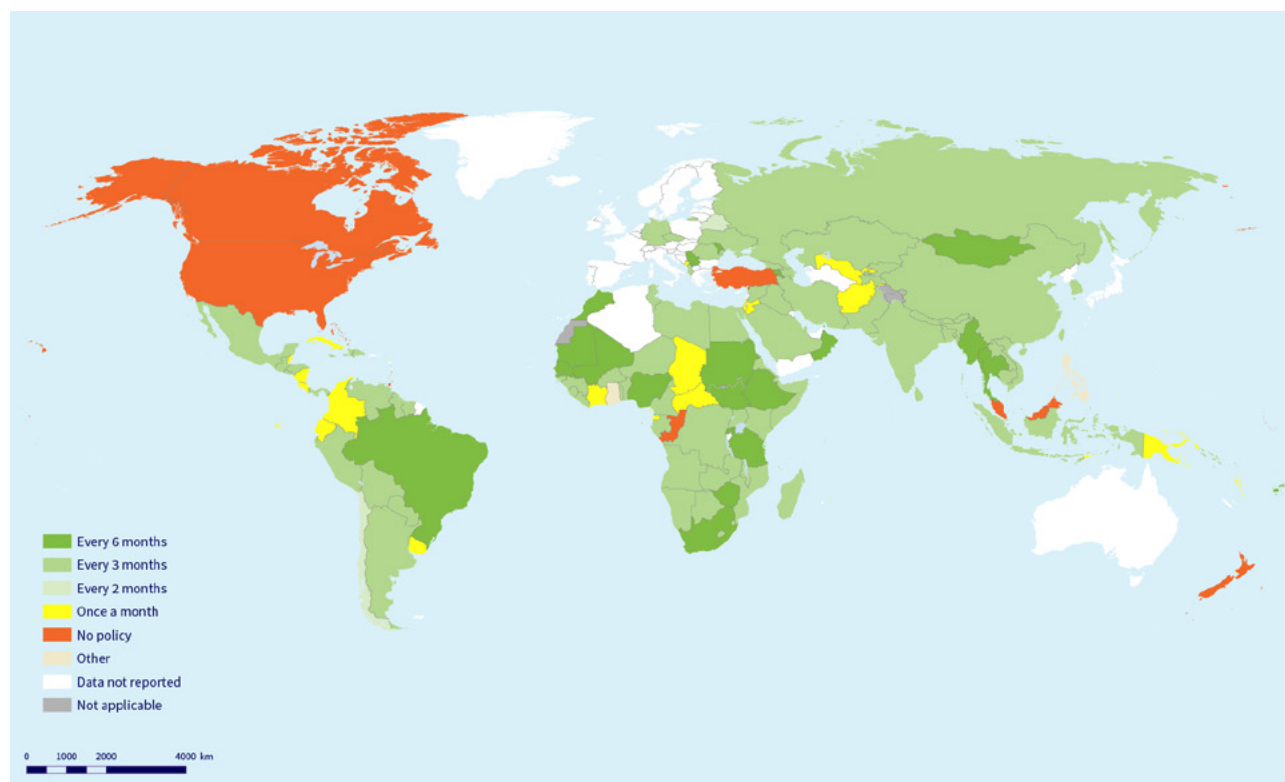 Every 6 months
Every 3 months
Every 2 months
Once a month
No policy
Other
Data not reported
Not applicable
0 1000 2000 4000 km